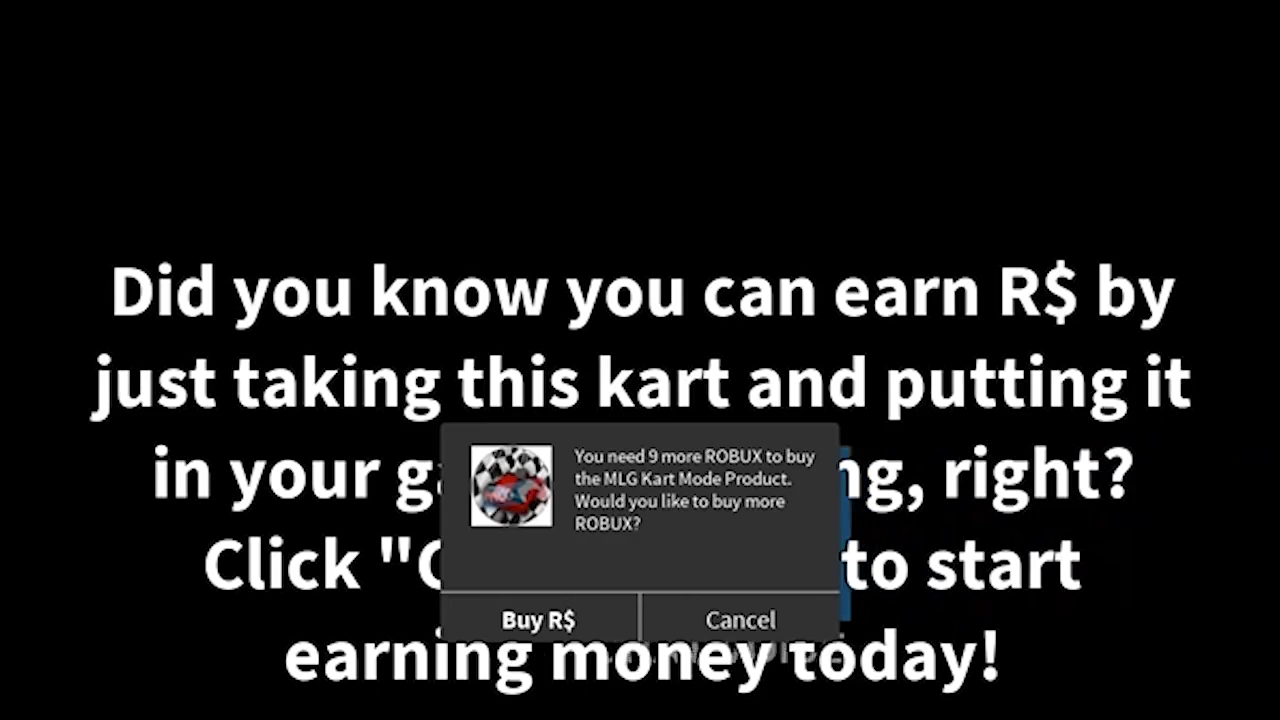 Did you know you can earn R$ by
just taking this kart and putting it
in your right?
Click to start
earning money today!
You need 9 more ROBUX to buy
the MLG Kart Mode Product.
Would you like to buy more
ROBUX?
Buy R$
Cancel